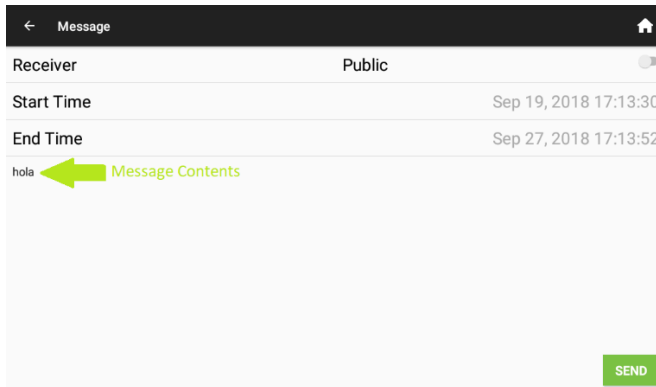 Message
Receiver Public
Start Time Sep 19, 2018 17:13:30
End Time Sep 27, 2018 17:13:52
hola Message Contents
SEND